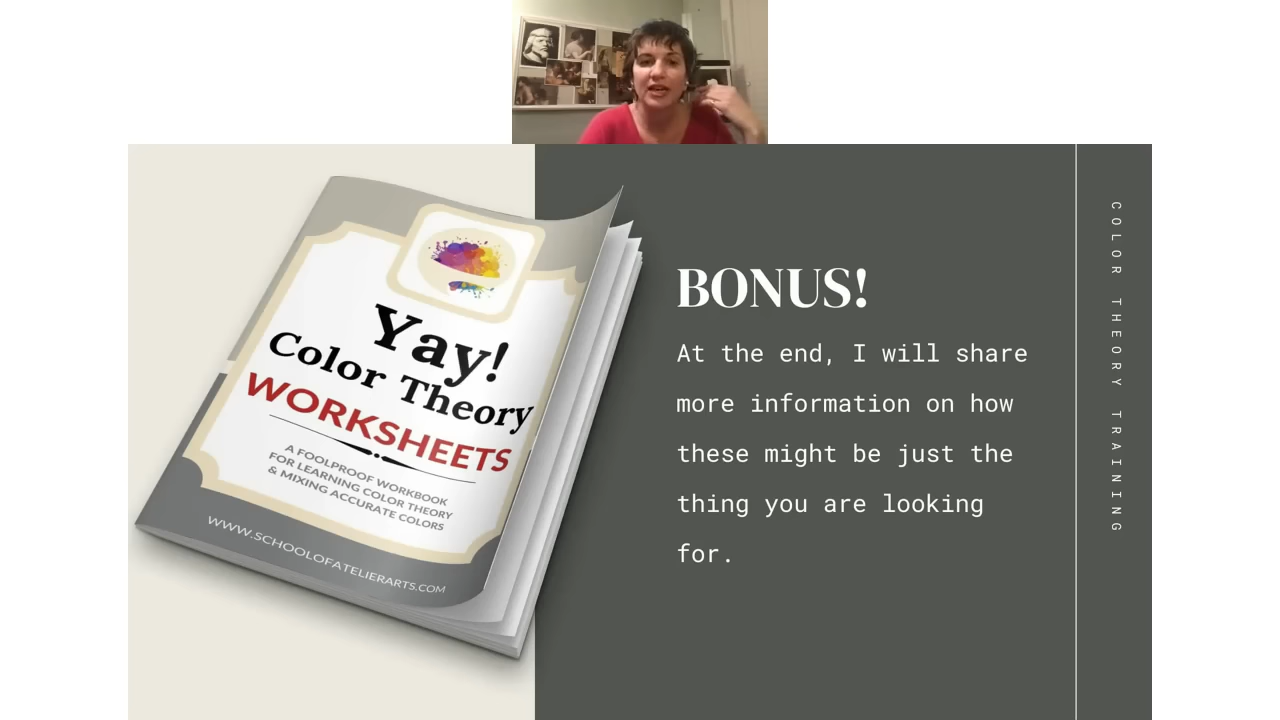 Yay!
Color Theory
WORKSHEETS
A FOOLPROOF WORKBOOK
FOR LEARNING COLOR THEORY
& MIXING ACCURATE COLORS
WWW.SCHOOLOFATELIERARTS.COM
BONUS!
At the end, I will share
more information on how
these might be just the
thing you are looking
for.
COLOR THEORY TRAINING